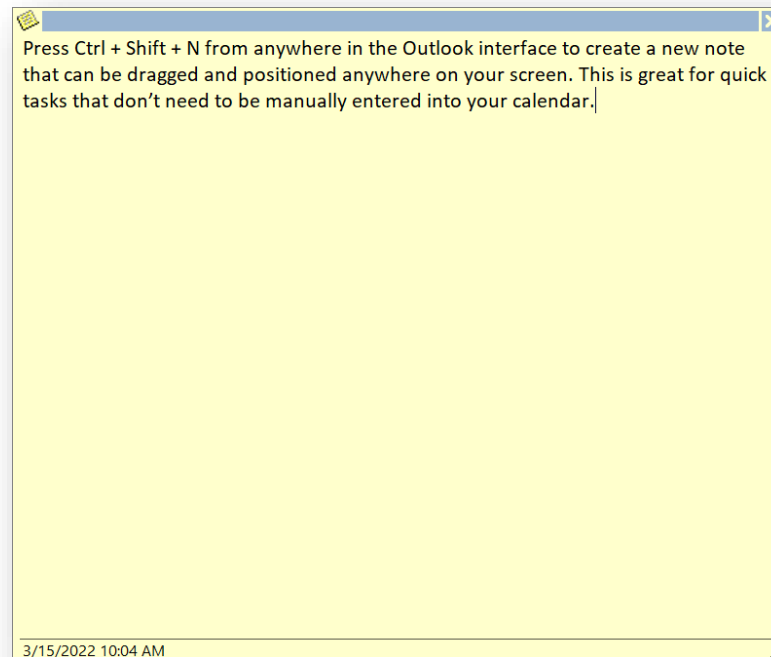 Press Ctrl + Shift + N from anywhere in the Outlook interface to create a new note
that can be dragged and positioned anywhere on your screen. This is great for quick
tasks that don’t need to be manually entered into your calendar.
3/15/2022 10:04 AM